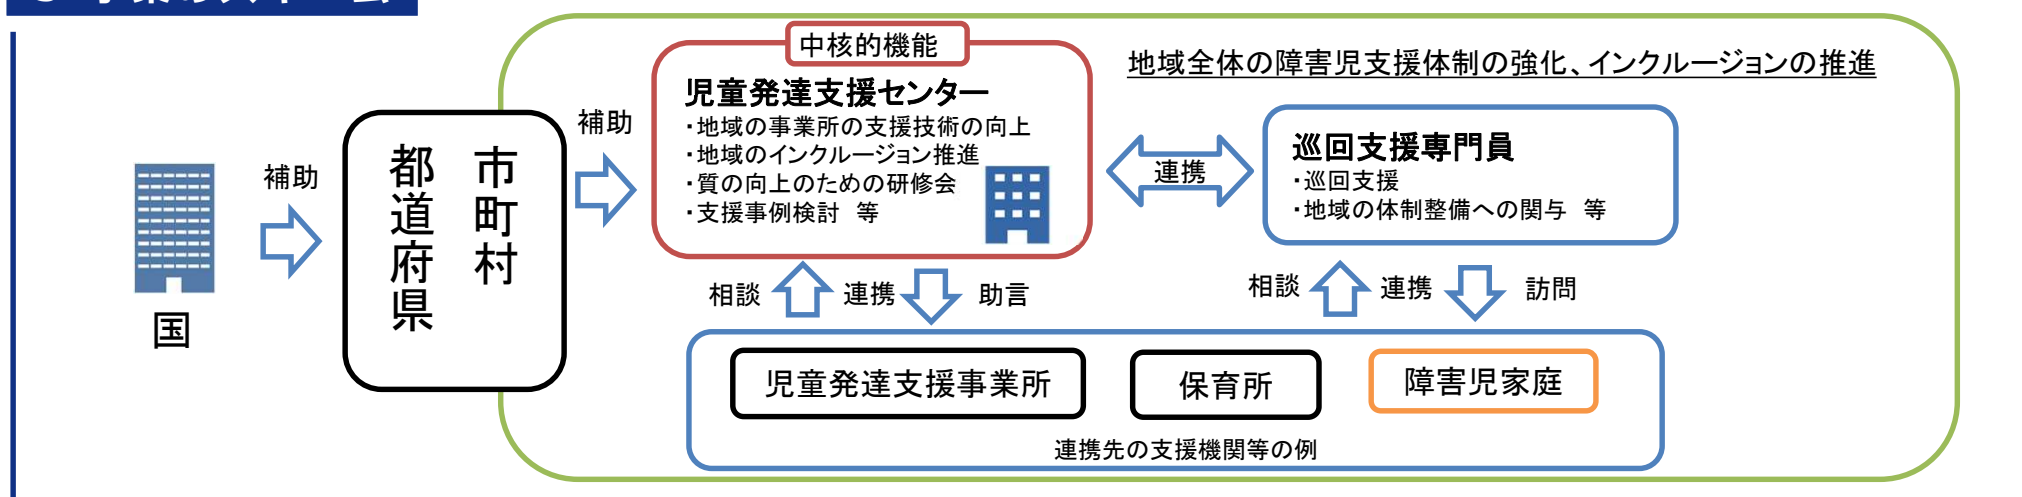 中核的機能
地域全体の障害児支援体制の強化、インクルージョンの推進
児童発達支援センター
・地域の事業所の支援技術の向上
・地域のインクルージョン推進
・質の向上のための研修会
・支援事例検討　等
補助
補助
都道府県
市町村
国
連携
巡回支援専門員
・巡回支援
・地域の体制整備への関与　等
相談
連携
助言
相談
連携
訪問
児童発達支援事業所
保育所
障害児家庭
連携先の支援機関等の例